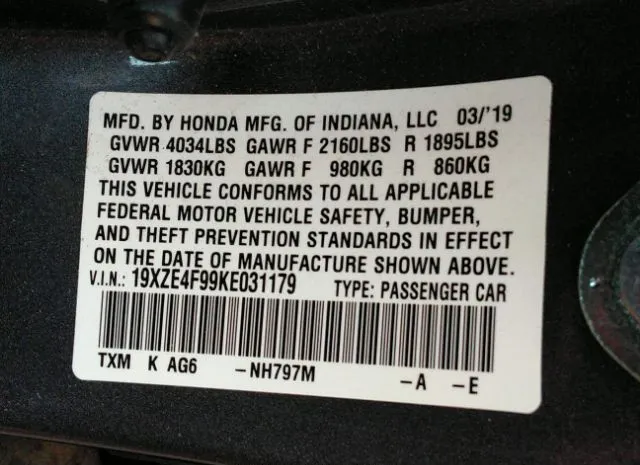 MFD. BY HONDA MFG. OF INDIANA, LLC 03/'19
GVWR 4034LBS GAWR F 2160LBS R 1895LBS
GVWR 1830KG GAWR F 980KG R 860KG
THIS VEHICLE CONFORMS TO ALL APPLICABLE
FEDERAL MOTOR VEHICLE SAFETY, BUMPER,
AND THEFT PREVENTION STANDARDS IN EFFECT
ON THE DATE OF MANUFACTURE SHOWN ABOVE.
V.I.N.: 19XZE4F99KE031179 TYPE: PASSENGER CAR
TXM K AG6 -NH797M -A -E